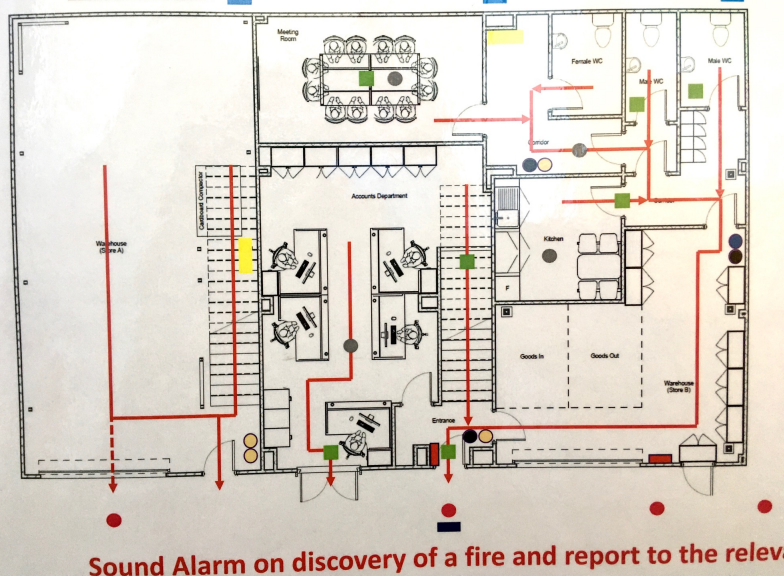 Meeting
Room
Female WC
Male WC
Male WC
Corridor
Cardboard Compactor
Accounts Department
Warehouse
(Store A)
Kitchen
F
Goods In
Goods Out
Warehouse
(Store B)
Entrance
Sound Alarm on discovery of a fire and report to the releva